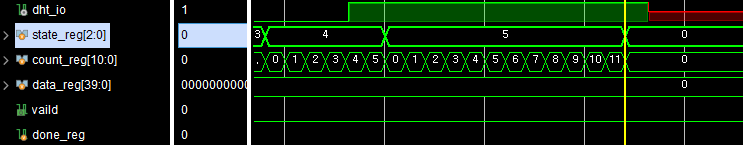 dht_io 1
state_reg[2:0] 0 3 4 5 0
count_reg[10:0] 0 . 0 1 2 3 4 5 0 1 2 3 4 5 6 7 8 9 10 11 0
data_reg[39:0] 0000000000 0
vaild 0
done_reg 0